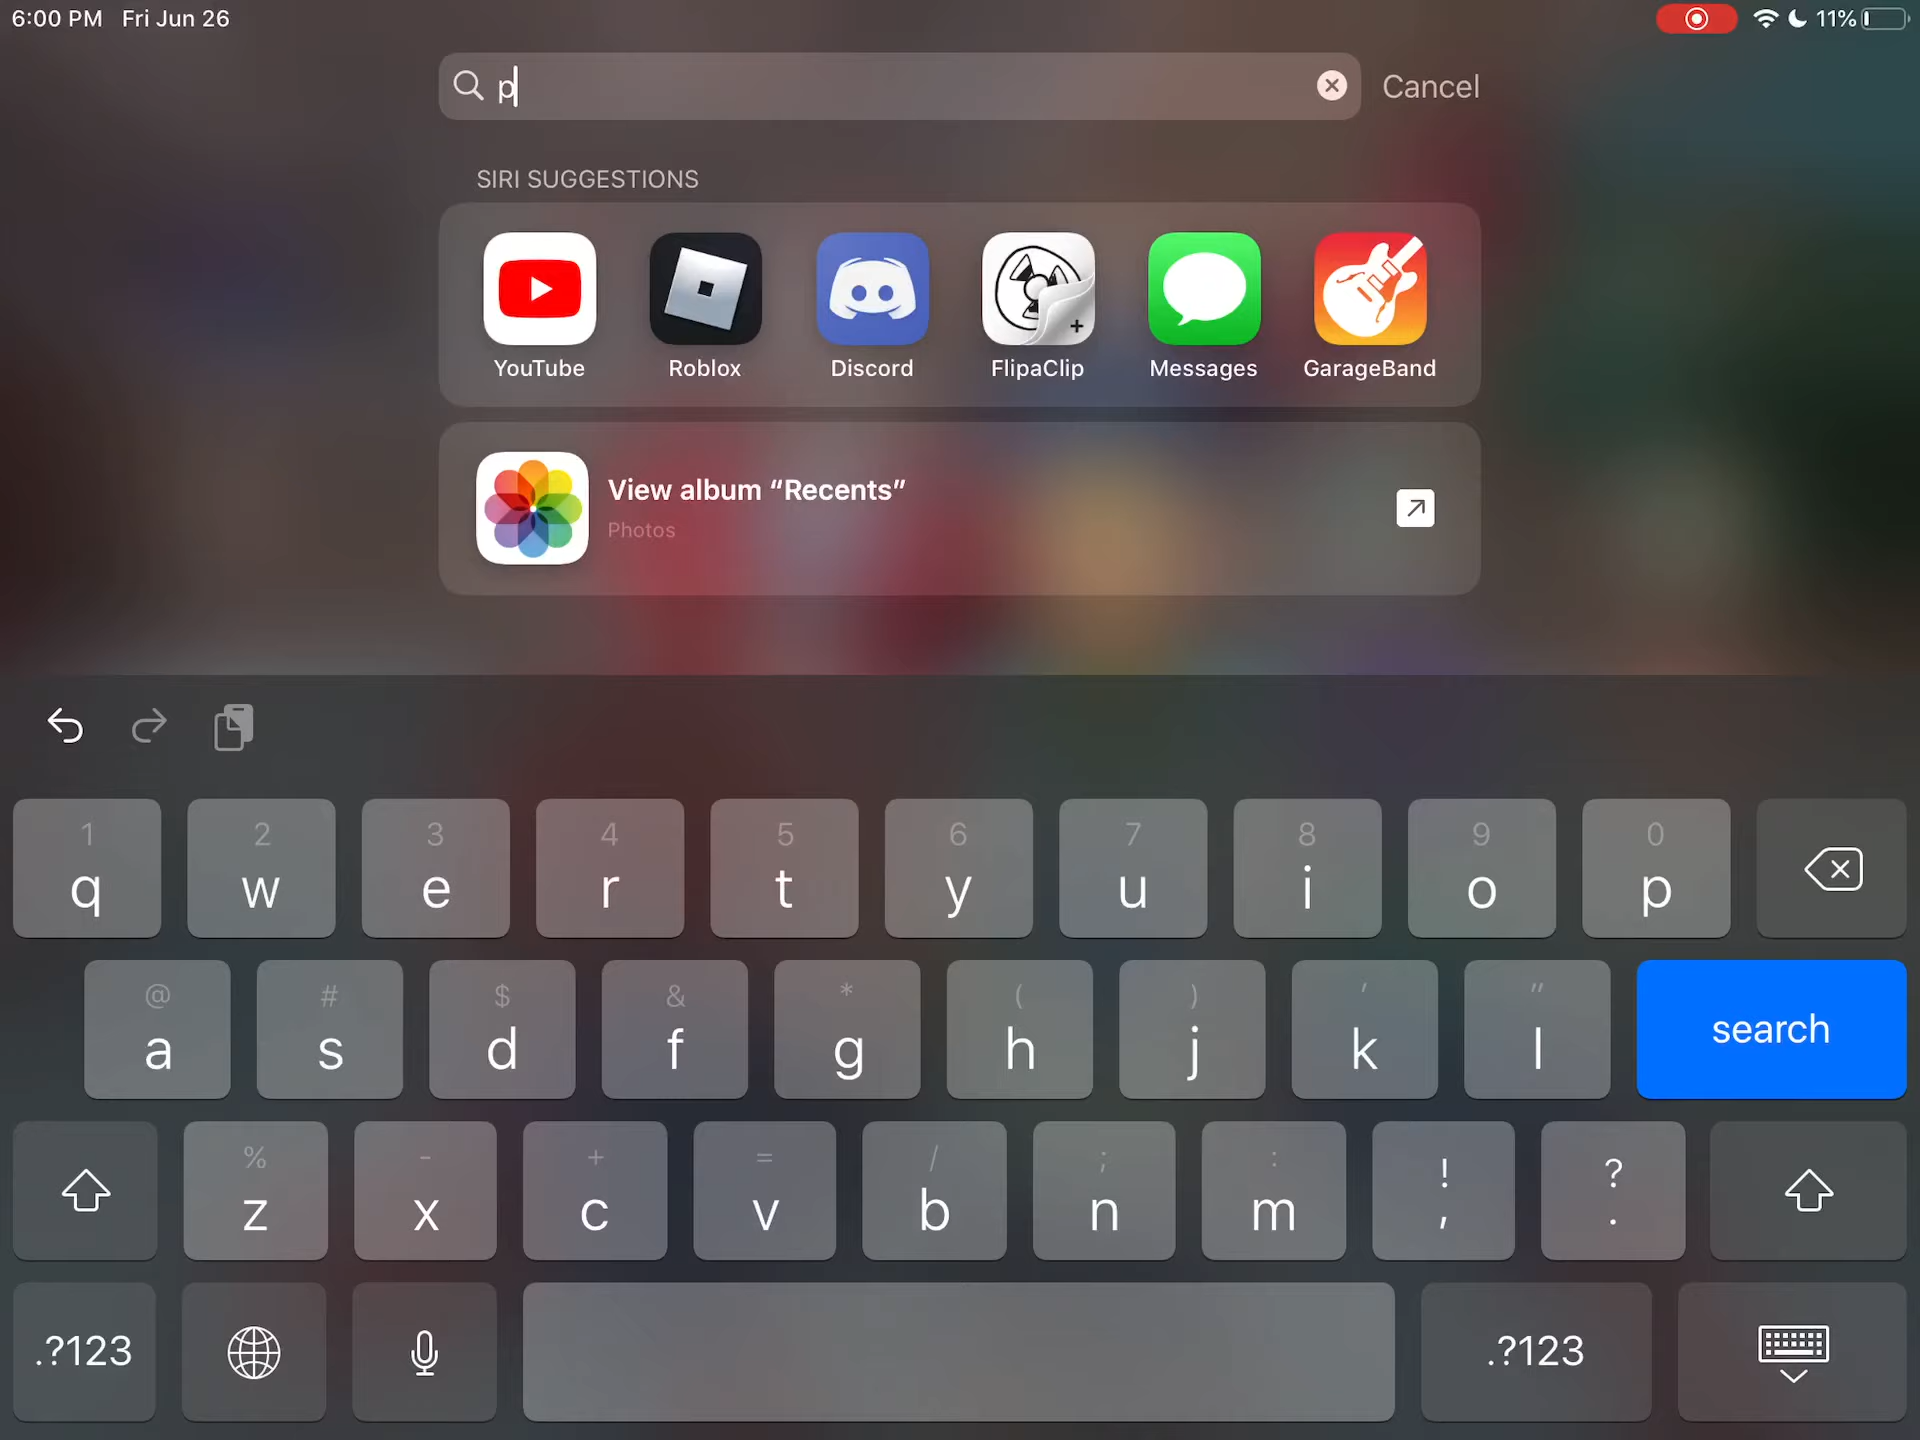 6:00 PM Fri Jun 26
11%
p
Cancel
SIRI SUGGESTIONS
YouTube Roblox Discord FlipaClip Messages GarageBand
View album “Recents”
Photos
1 2 3 4 5 6 7 8 9 0
q w e r t y u i o p
@ # $ & * ( ) ' "
a s d f g h j k l search
% - + = / ; : ! ?
z x c v b n m , .
.?123 .?123